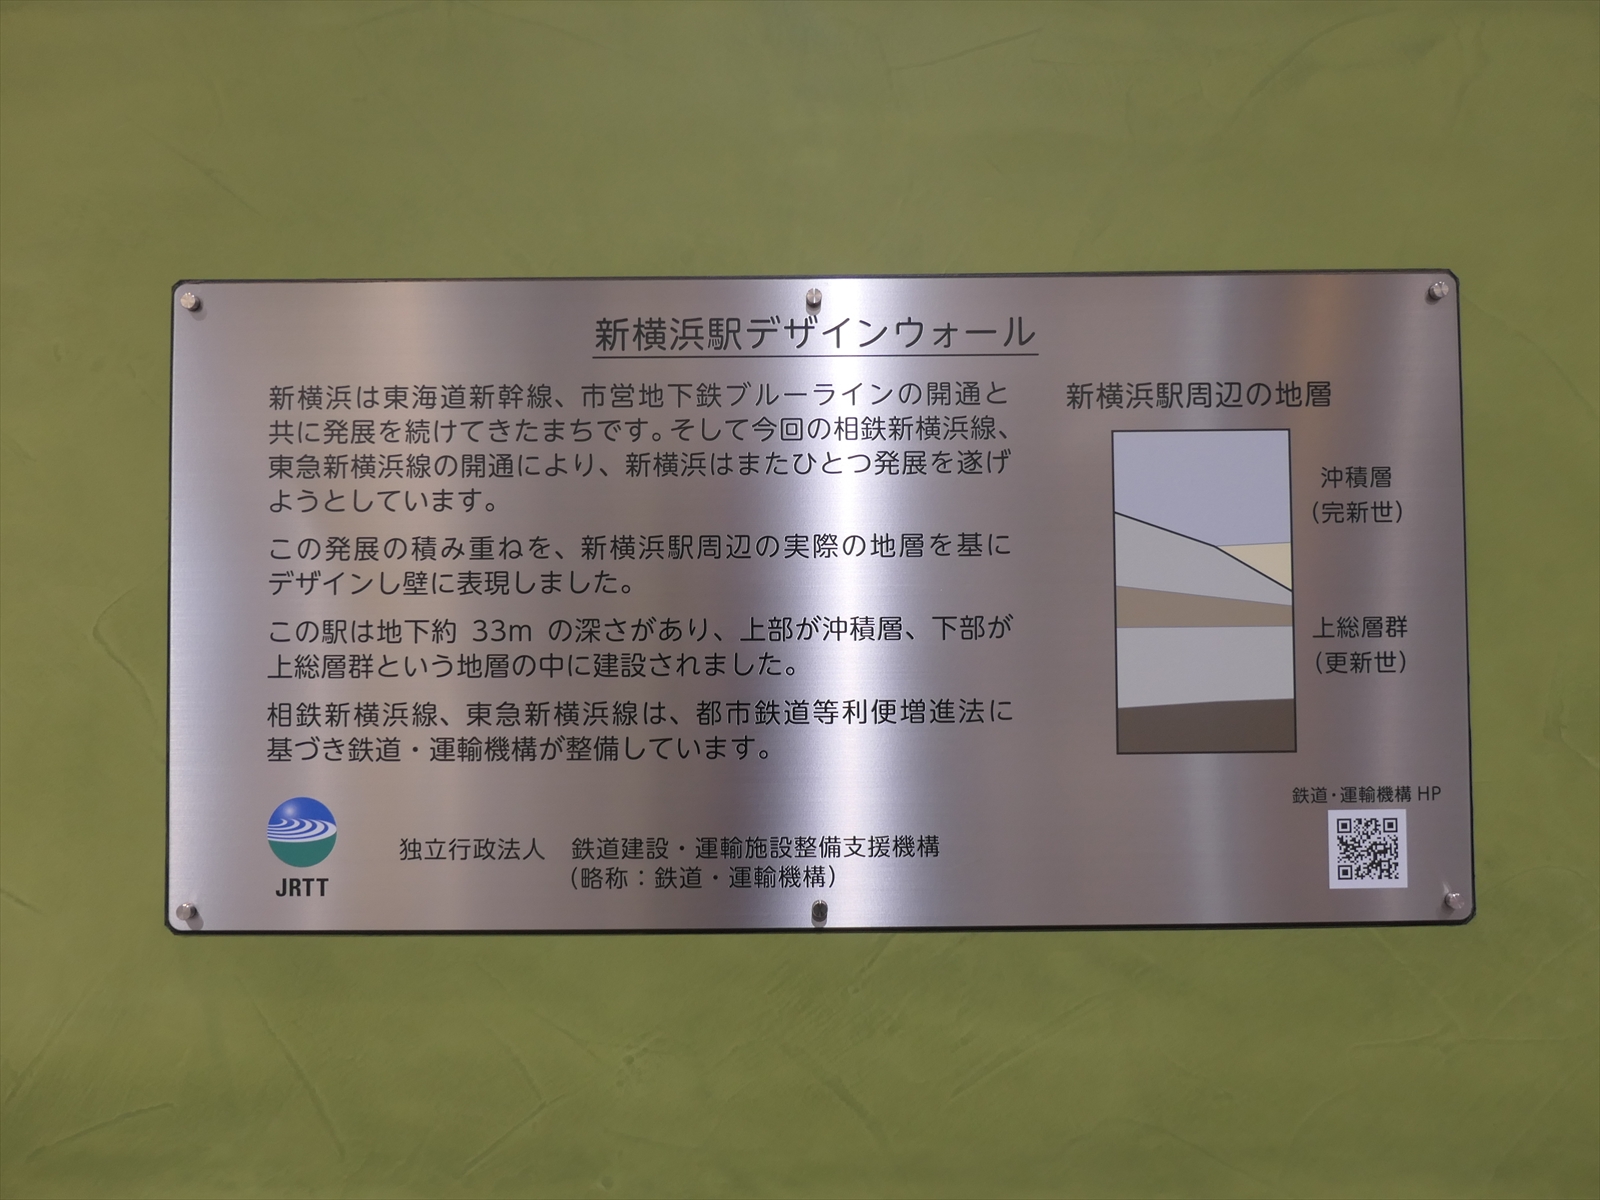 新横浜駅デザインウォール
新横浜は東海道新幹線、市営地下鉄ブルーラインの開通と
共に発展を続けてきたまちです。そして今回の相鉄新横浜線、
東急新横浜線の開通により、新横浜はまたひとつ発展を遂げ
ようとしています。
この発展の積み重ねを、新横浜駅周辺の実際の地層を基に
デザインし壁に表現しました。
この駅は地下約 33m の深さがあり、上部が沖積層、下部が
上総層群という地層の中に建設されました。
相鉄新横浜線、東急新横浜線は、都市鉄道等利便増進法に
基づき鉄道・運輸機構が整備しています。
JRTT
独立行政法人 鉄道建設・運輸施設整備支援機構
（略称：鉄道・運輸機構）
新横浜駅周辺の地層
沖積層
（完新世）
上総層群
（更新世）
鉄道・運輸機構 HP